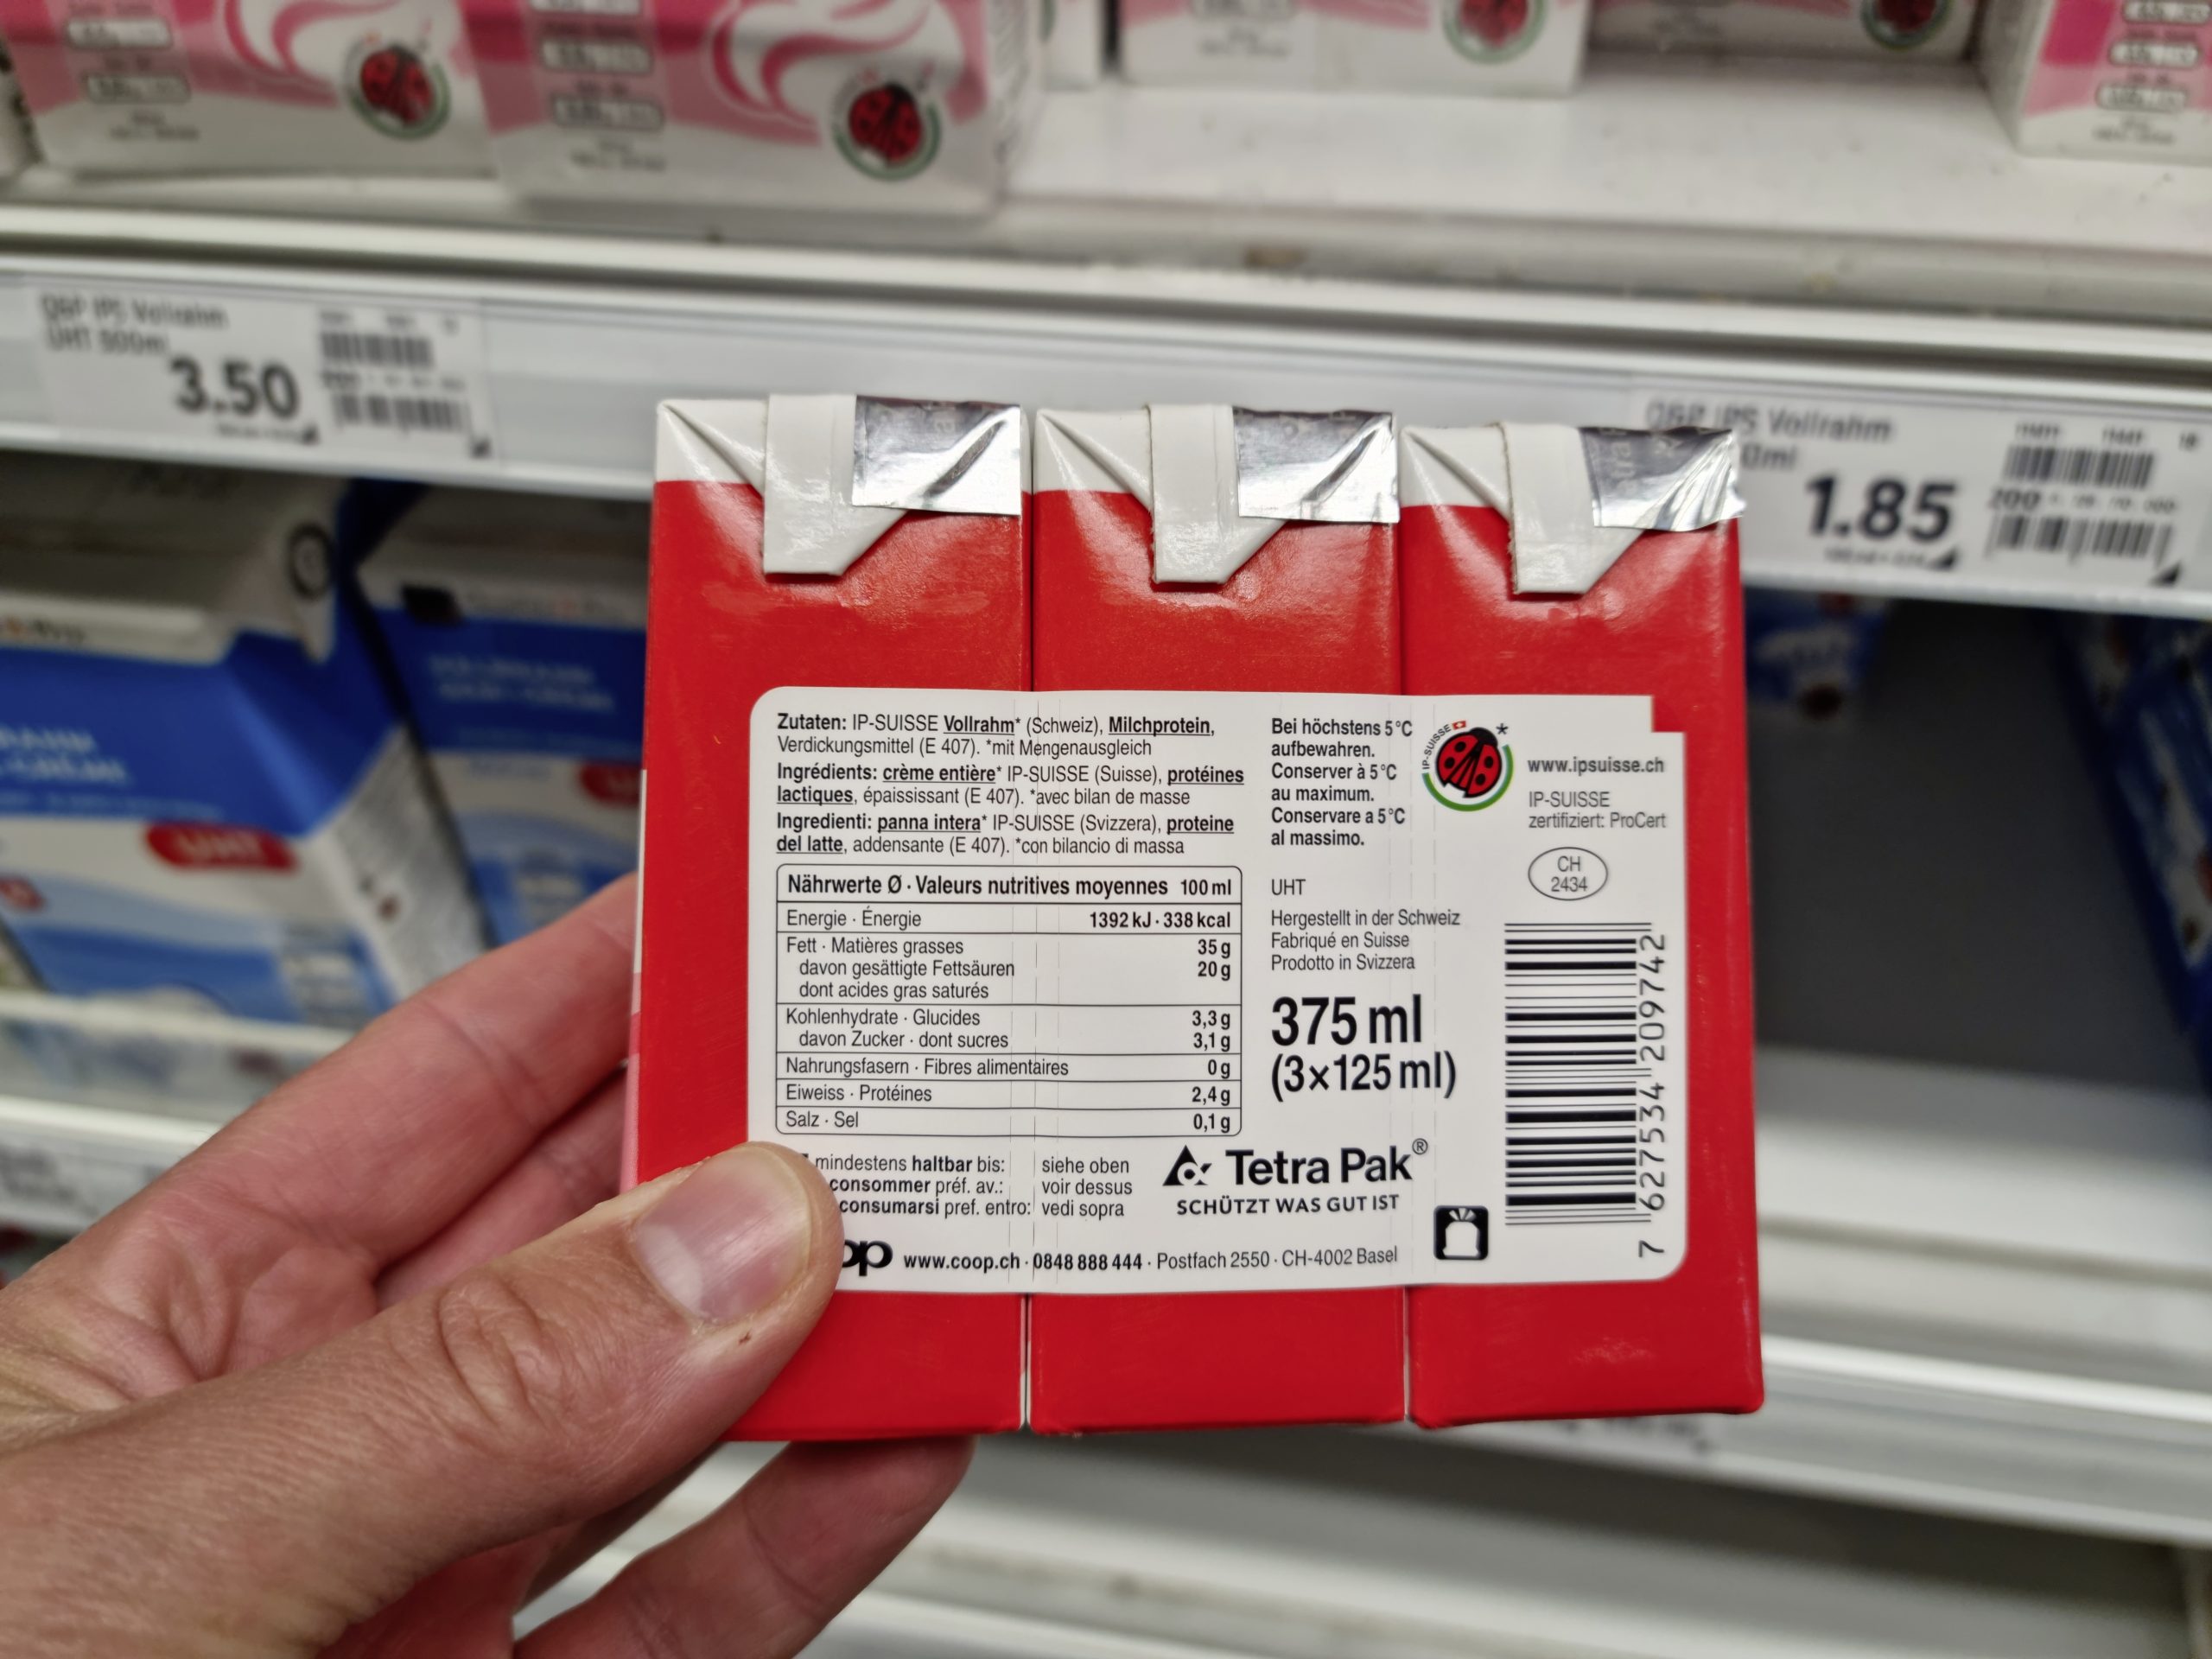 Vollrahm
UHT 500ml
3.50
IPS Vollrahm
1.85
Zutaten: IP-SUISSE Vollrahm* (Schweiz), Milchprotein,
Verdickungsmittel (E 407). *mit Mengenausgleich
Ingrédients: crème entière* IP-SUISSE (Suisse), protéines
lactiques, épaississant (E 407). *avec bilan de masse
Ingredienti: panna intera* IP-SUISSE (Svizzera), proteine
del latte, addensante (E 407). *con bilancio di massa
Nährwerte Ø · Valeurs nutritives moyennes 100 ml
Energie · Énergie 1392 kJ · 338 kcal
Fett · Matières grasses 35 g
davon gesättigte Fettsäuren 20 g
dont acides gras saturés
Kohlenhydrate · Glucides 3,3 g
davon Zucker · dont sucres 3,1 g
Nahrungsfasern · Fibres alimentaires 0 g
Eiweiss · Protéines 2,4 g
Salz · Sel 0,1 g
mindestens haltbar bis: siehe oben
consommer préf. av.: voir dessus
consumarsi pref. entro: vedi sopra
Bei höchstens 5 °C
aufbewahren.
Conserver à 5 °C
au maximum.
Conservare a 5 °C
al massimo.
UHT
Hergestellt in der Schweiz
Fabriqué en Suisse
Prodotto in Svizzera
375 ml
(3×125 ml)
Tetra Pak®
SCHÜTZT WAS GUT IST
IP-SUISSE
*
www.ipsuisse.ch
IP-SUISSE
zertifiziert: ProCert
CH
2434
7 627534 209742
op www.coop.ch · 0848 888 444 · Postfach 2550 · CH-4002 Basel
UHT